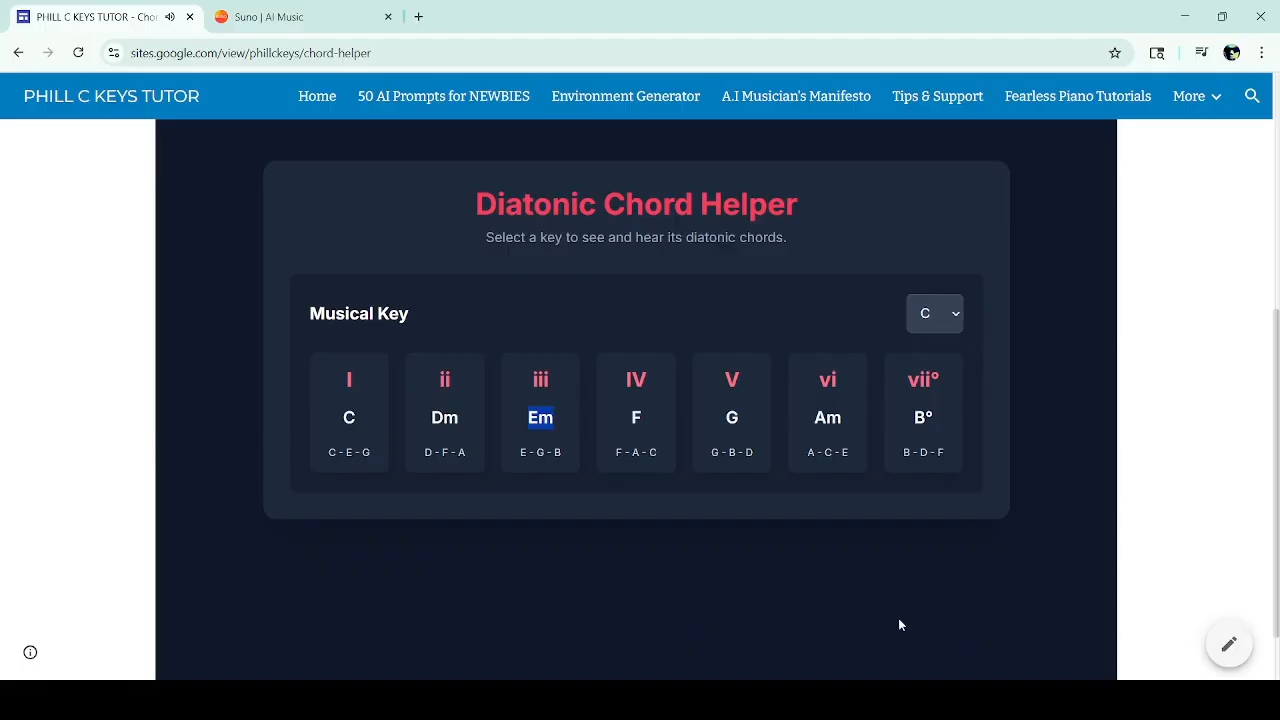 PHILL C KEYS TUTOR - Chor
Suno | AI Music
sites.google.com/view/phillckeys/chord-helper
PHILL C KEYS TUTOR Home 50 AI Prompts for NEWBIES Environment Generator A.I Musician's Manifesto Tips & Support Fearless Piano Tutorials More
Diatonic Chord Helper
Select a key to see and hear its diatonic chords.
Musical Key C
I ii iii IV V vi vii°
C Dm Em F G Am B°
C - E - G D - F - A E - G - B F - A - C G - B - D A - C - E B - D - F